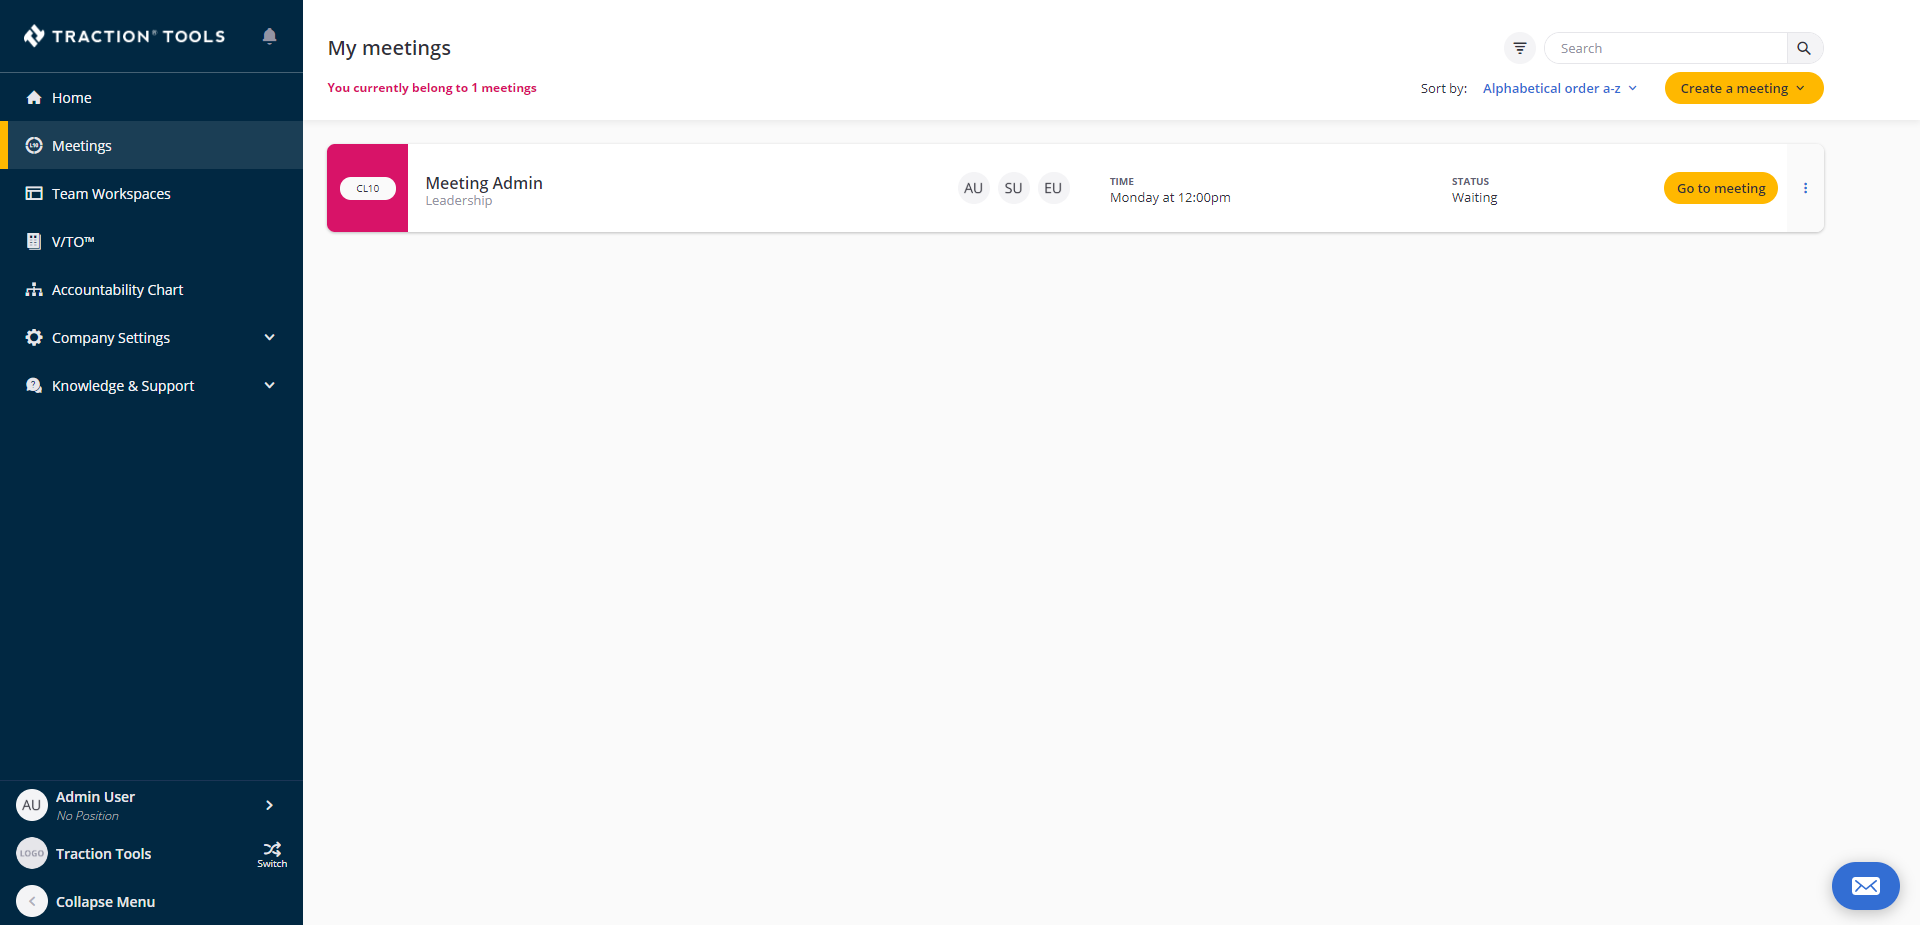 TRACTION® TOOLS
Home
Meetings
Team Workspaces
V/TO™
Accountability Chart
Company Settings
Knowledge & Support
AU
Admin User
No Position
LOGO
Traction Tools
Switch
Collapse Menu
My meetings
Search
You currently belong to 1 meetings
Sort by: Alphabetical order a-z
Create a meeting
CL10
Meeting Admin
Leadership
AU SU EU
TIME
Monday at 12:00pm
STATUS
Waiting
Go to meeting